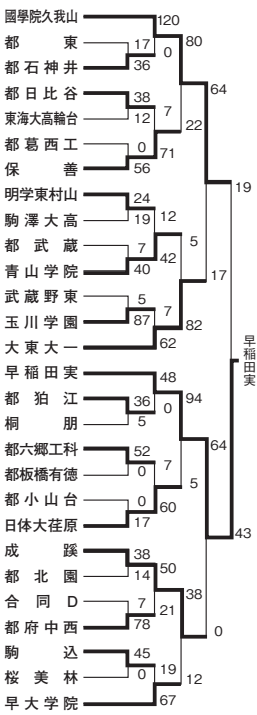 國學院久我山
都東
都石神井
都日比谷
東海大高輪台
都葛西工
保善
明学東村山
駒澤大高
都武蔵
青山学院
武蔵野東
玉川学園
大東大一
早稲田実
都狛江
桐朋
都六郷工科
都板橋有徳
都小山台
日体大荏原
成蹊
都北園
合同D
都府中西
駒込
桜美林
早大学院
120
17
0
36
80
38
7
12
22
0
71
56
64
24
12
19
7
42
40
5
5
7
87
82
62
17
19
48
36
0
5
94
52
7
0
5
0
60
17
64
38
50
14
7
21
78
38
45
19
0
12
67
0
43
早稲田実